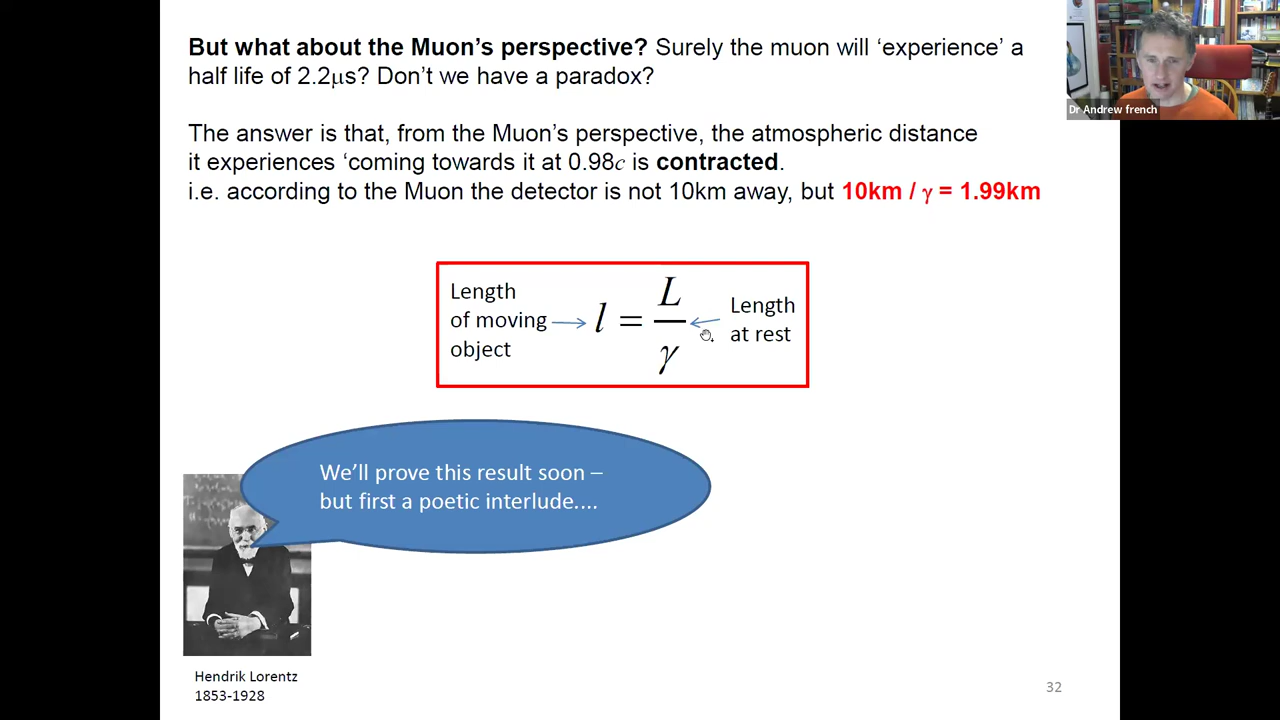 But what about the Muon's perspective? Surely the muon will ‘experience’ a
half life of 2.2μs? Don't we have a paradox?
The answer is that, from the Muon's perspective, the atmospheric distance
it experiences ‘coming towards it at 0.98c is contracted.
i.e. according to the Muon the detector is not 10km away, but 10km / γ = 1.99km
Length
of moving
object
l = L / γ
Length
at rest
We'll prove this result soon –
but first a poetic interlude....
Hendrik Lorentz
1853-1928
32
Dr Andrew french